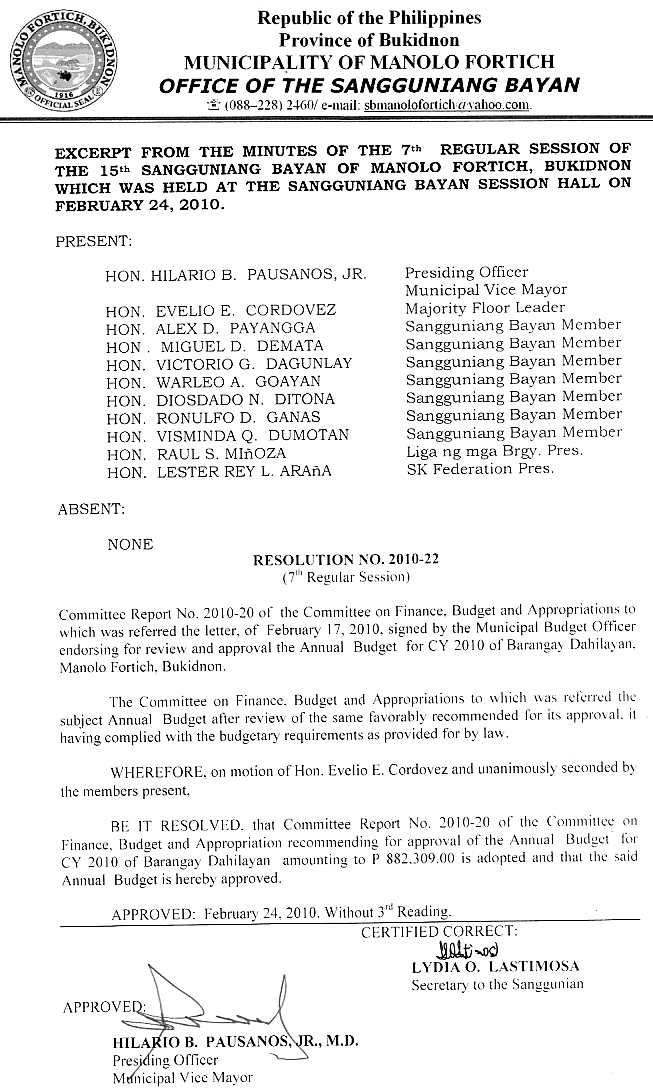 MANOLO FORTICH, BUKIDNON
1916
OFFICIAL SEAL
Republic of the Philippines
Province of Bukidnon
MUNICIPALITY OF MANOLO FORTICH
OFFICE OF THE SANGGUNIANG BAYAN
☏ (088–228) 2460/ e-mail: sbmanolofortich@yahoo.com.
EXCERPT FROM THE MINUTES OF THE 7th REGULAR SESSION OF
THE 15th SANGGUNIANG BAYAN OF MANOLO FORTICH, BUKIDNON
WHICH WAS HELD AT THE SANGGUNIANG BAYAN SESSION HALL ON
FEBRUARY 24, 2010.
PRESENT:
HON. HILARIO B. PAUSANOS, JR. Presiding Officer
Municipal Vice Mayor
HON. EVELIO E. CORDOVEZ Majority Floor Leader
HON. ALEX D. PAYANGGA Sangguniang Bayan Member
HON . MIGUEL D. DEMATA Sangguniang Bayan Member
HON. VICTORIO G. DAGUNLAY Sangguniang Bayan Member
HON. WARLEO A. GOAYAN Sangguniang Bayan Member
HON. DIOSDADO N. DITONA Sangguniang Bayan Member
HON. RONULFO D. GANAS Sangguniang Bayan Member
HON. VISMINDA Q. DUMOTAN Sangguniang Bayan Member
HON. RAUL S. MIñOZA Liga ng mga Brgy. Pres.
HON. LESTER REY L. ARAñA SK Federation Pres.
ABSENT:
NONE
RESOLUTION NO. 2010-22
(7th Regular Session)
Committee Report No. 2010-20 of the Committee on Finance, Budget and Appropriations to
which was referred the letter, of February 17, 2010, signed by the Municipal Budget Officer
endorsing for review and approval the Annual Budget for CY 2010 of Barangay Dahilayan,
Manolo Fortich, Bukidnon.
The Committee on Finance, Budget and Appropriations to which was referred the
subject Annual Budget after review of the same favorably recommended for its approval, it
having complied with the budgetary requirements as provided for by law.
WHEREFORE, on motion of Hon. Evelio E. Cordovez and unanimously seconded by
the members present,
BE IT RESOLVED, that Committee Report No. 2010-20 of the Committee on
Finance, Budget and Appropriation recommending for approval of the Annual Budget for
CY 2010 of Barangay Dahilayan amounting to P 882,309.00 is adopted and that the said
Annual Budget is hereby approved.
APPROVED: February 24, 2010. Without 3rd Reading.
CERTIFIED CORRECT:
LYDIA O. LASTIMOSA
Secretary to the Sanggunian
APPROVED:
HILARIO B. PAUSANOS, JR., M.D.
Presiding Officer
Municipal Vice Mayor